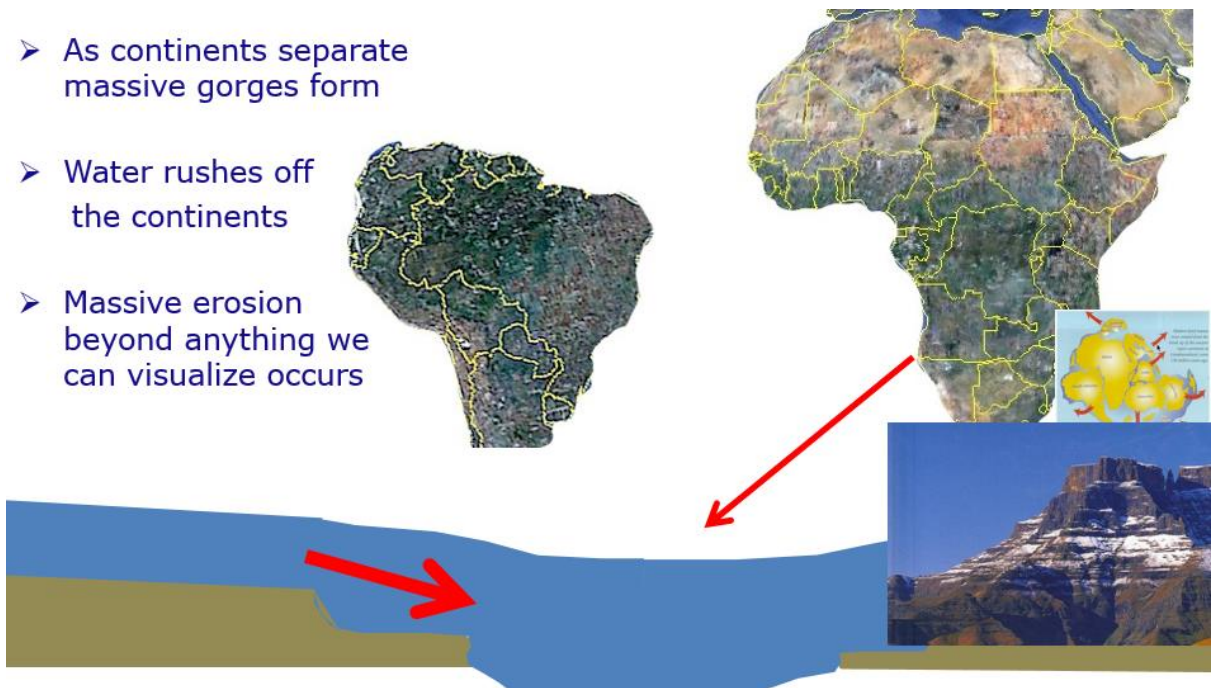 ➢ As continents separate
massive gorges form
➢ Water rushes off
the continents
➢ Massive erosion
beyond anything we
can visualize occurs